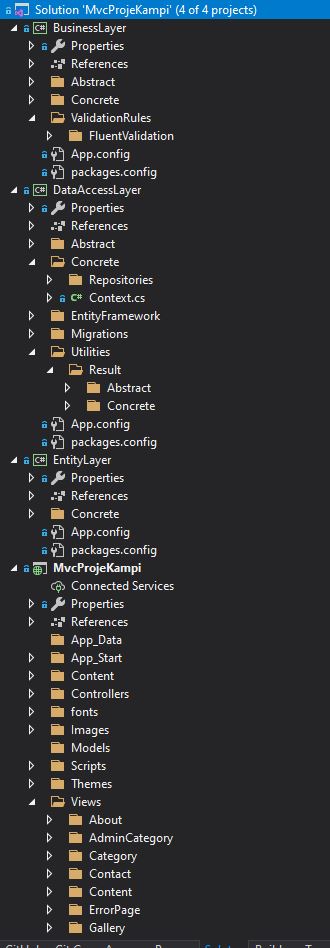 Solution 'MvcProjeKampi' (4 of 4 projects)
C# BusinessLayer
Properties
References
Abstract
Concrete
ValidationRules
FluentValidation
App.config
packages.config
C# DataAccessLayer
Properties
References
Abstract
Concrete
Repositories
C# Context.cs
EntityFramework
Migrations
Utilities
Result
Abstract
Concrete
App.config
packages.config
C# EntityLayer
Properties
References
Concrete
App.config
packages.config
MvcProjeKampi
Connected Services
Properties
References
App_Data
App_Start
Content
Controllers
fonts
Images
Models
Scripts
Themes
Views
About
AdminCategory
Category
Contact
Content
ErrorPage
Gallery